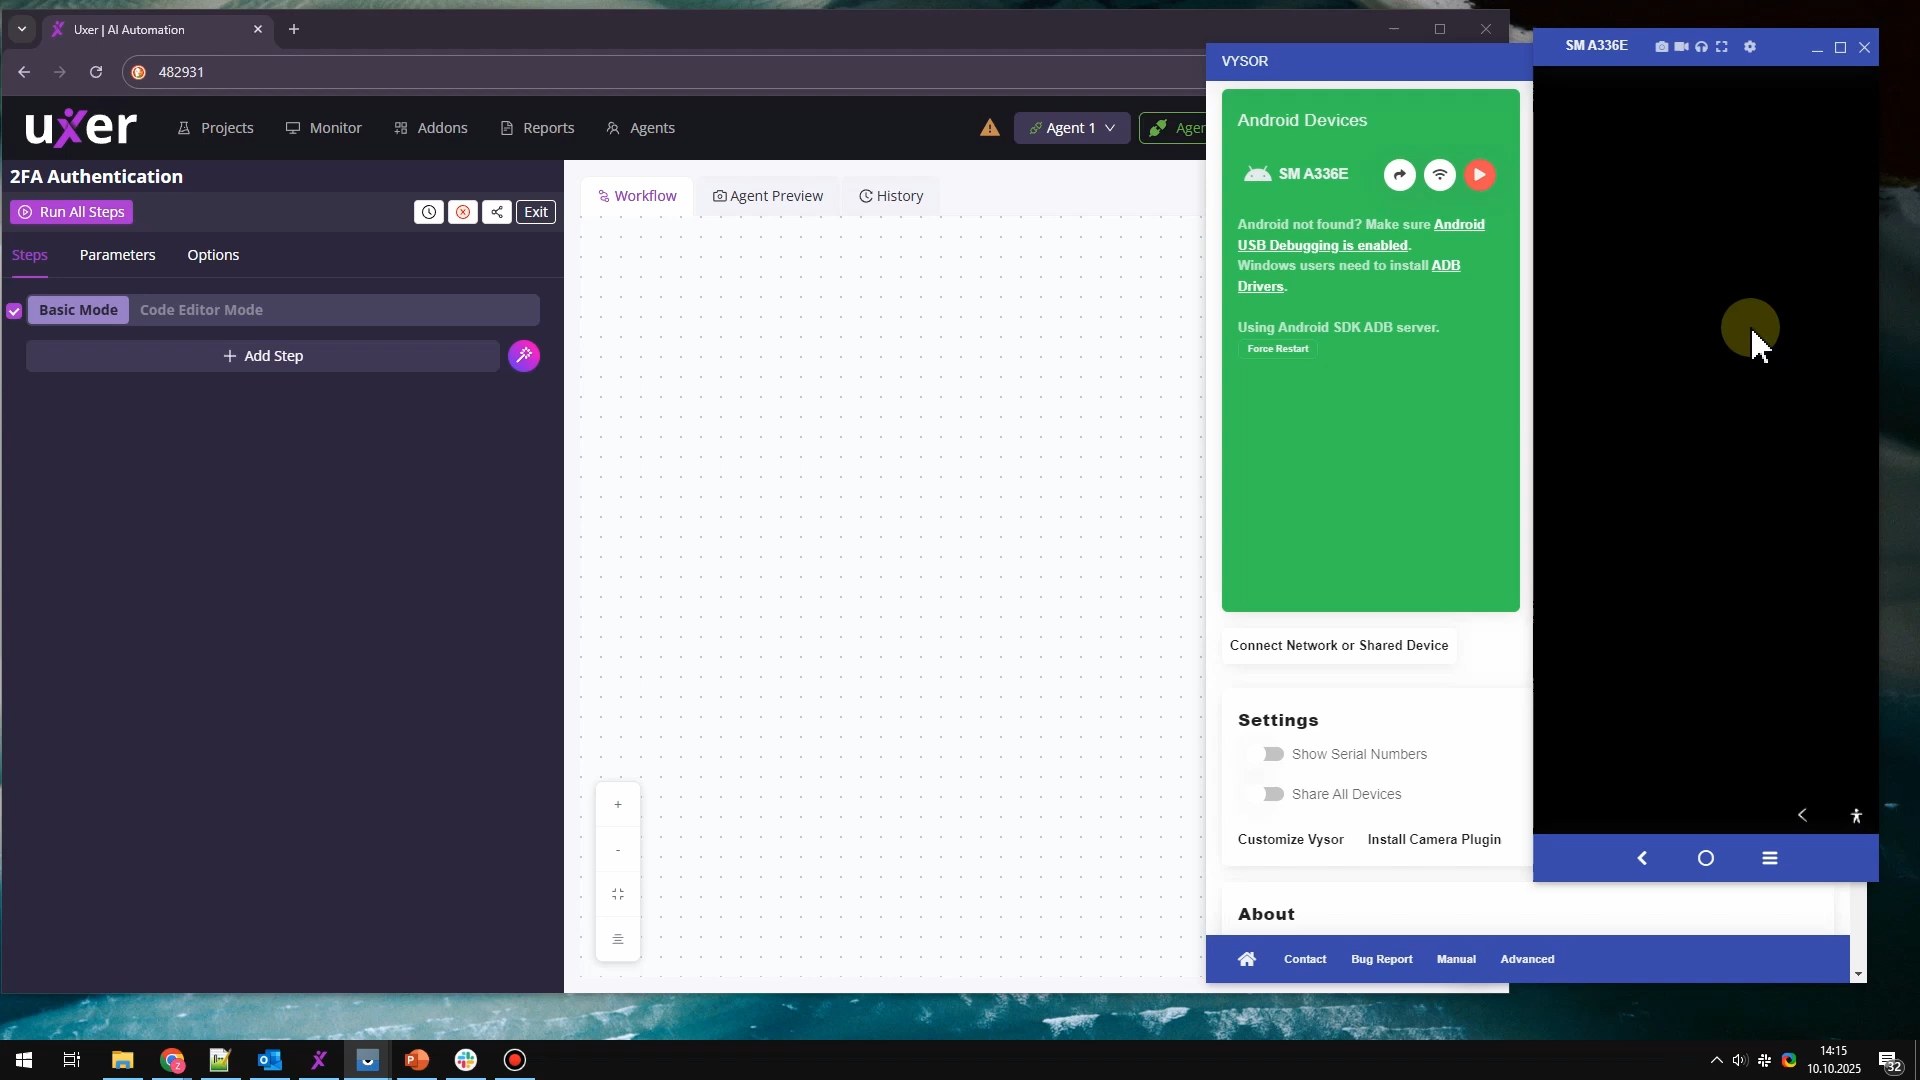 Uxer | AI Automation
482931
uxer
Projects
Monitor
Addons
Reports
Agents
Agent 1
Agen
2FA Authentication
Run All Steps
Exit
Steps
Parameters
Options
Basic Mode
Code Editor Mode
Add Step
Workflow
Agent Preview
History
+
-
VYSOR
Android Devices
SM A336E
Android not found? Make sure Android
USB Debugging is enabled.
Windows users need to install ADB
Drivers.
Using Android SDK ADB server.
Force Restart
Connect Network or Shared Device
Settings
Show Serial Numbers
Share All Devices
Customize Vysor
Install Camera Plugin
About
Contact
Bug Report
Manual
Advanced
SM A336E
14:15
10.10.2025
32